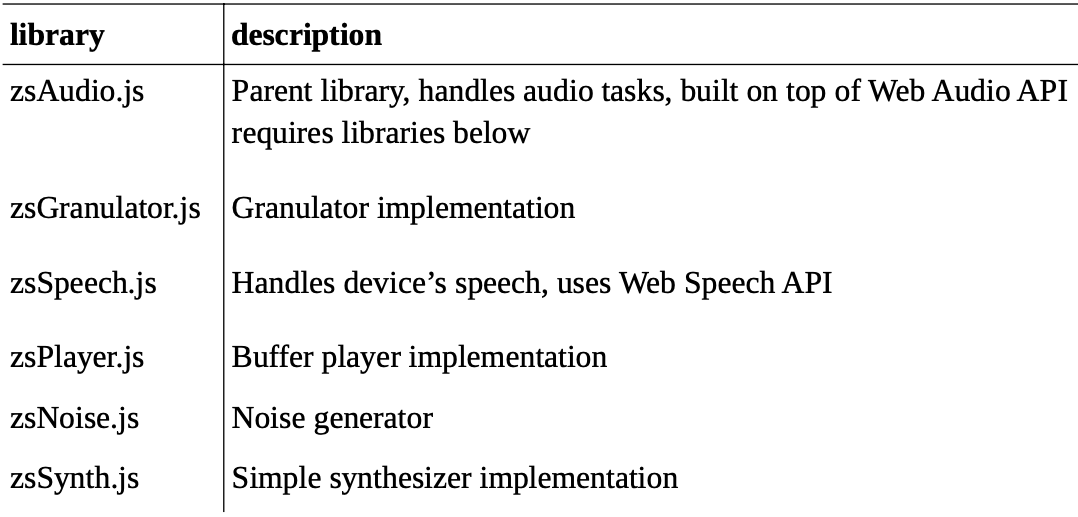 library description
zsAudio.js Parent library, handles audio tasks, built on top of Web Audio API
requires libraries below
zsGranulator.js Granulator implementation
zsSpeech.js Handles device’s speech, uses Web Speech API
zsPlayer.js Buffer player implementation
zsNoise.js Noise generator
zsSynth.js Simple synthesizer implementation